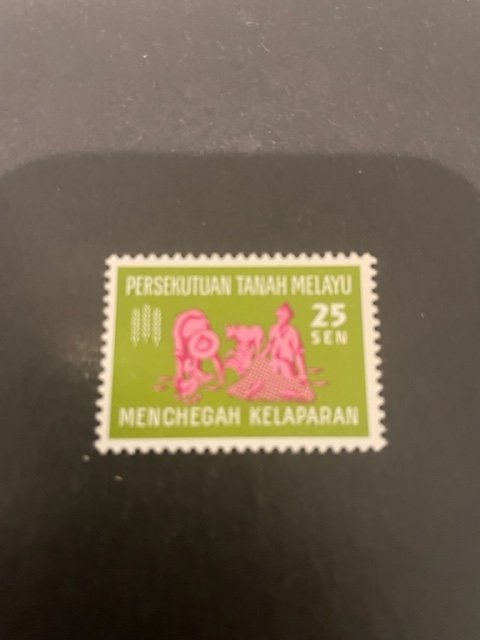 PERSEKUTUAN TANAH MELAYU
25
SEN
MENCHEGAH KELAPARAN